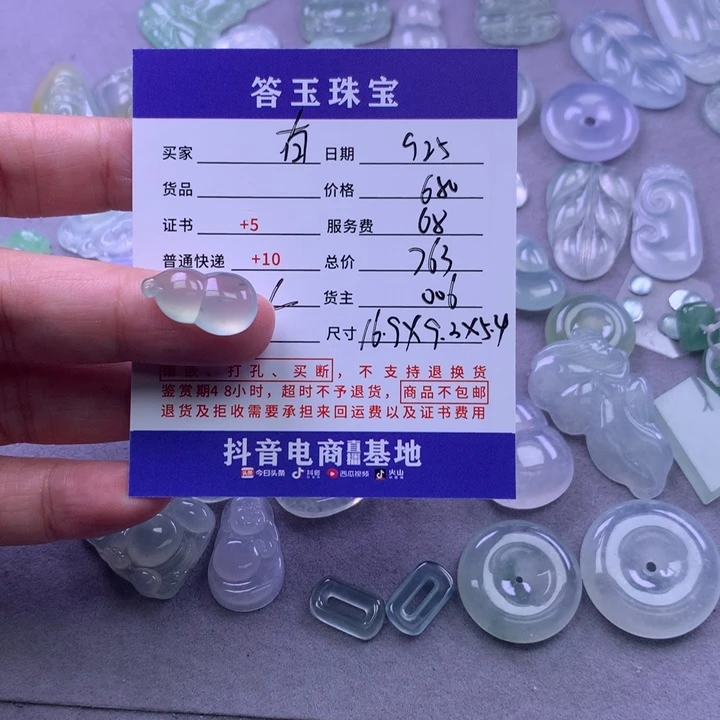 答玉珠宝
买家 有 日期 925
货品 价格 680
证书 +5 服务费 68
普通快递 +10 总价 763
货主 006
尺寸 16.9X9.2X5.4
镶嵌、打孔、买断，不支持退换货
鉴赏期48小时，超时不予退货，商品不包邮
退货及拒收需要承担来回运费以及证书费用
抖音电商直播基地
头条 今日头条 抖音 西瓜视频 火山